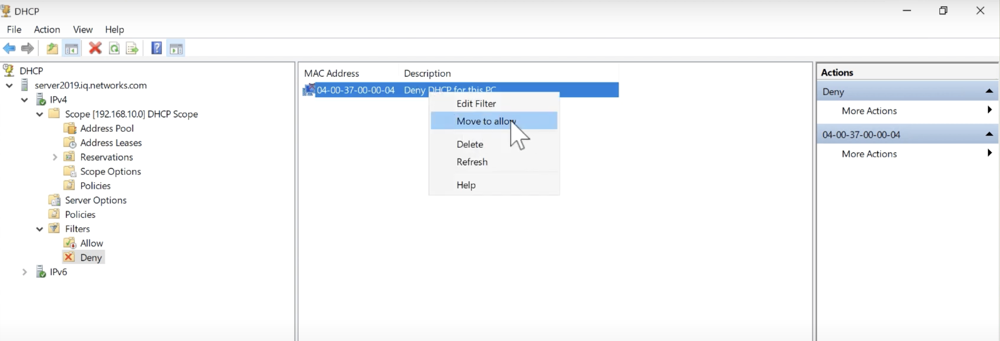 DHCP
File Action View Help
DHCP
server2019.iq.networks.com
IPv4
Scope [192.168.10.0] DHCP Scope
Address Pool
Address Leases
Reservations
Scope Options
Policies
Server Options
Policies
Filters
Allow
Deny
IPv6
MAC Address Description
04-00-37-00-00-04 Deny DHCP for this PC
Edit Filter
Move to allow
Delete
Refresh
Help
Actions
Deny
More Actions
04-00-37-00-00-04
More Actions